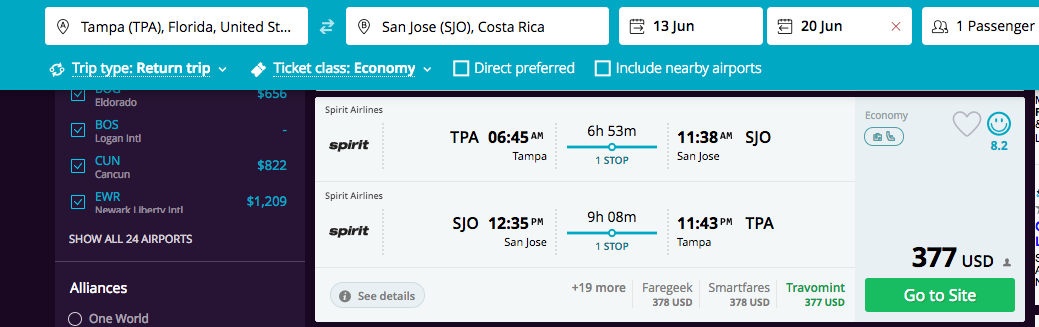 Tampa (TPA), Florida, United St...
San Jose (SJO), Costa Rica
13 Jun
20 Jun
1 Passenger
Trip type: Return trip
Ticket class: Economy
Direct preferred
Include nearby airports
$656
Eldorado
BOS -
Logan Intl
CUN $822
Cancun
EWR $1,209
Newark Liberty Intl
SHOW ALL 24 AIRPORTS
Alliances
One World
Spirit Airlines
spirit
TPA 06:45 AM
Tampa
6h 53m
1 STOP
11:38 AM SJO
San Jose
Spirit Airlines
spirit
SJO 12:35 PM
San Jose
9h 08m
1 STOP
11:43 PM TPA
Tampa
See details
+19 more
Faregeek
378 USD
Smartfares
378 USD
Travomint
377 USD
Economy
8.2
377 USD
Go to Site